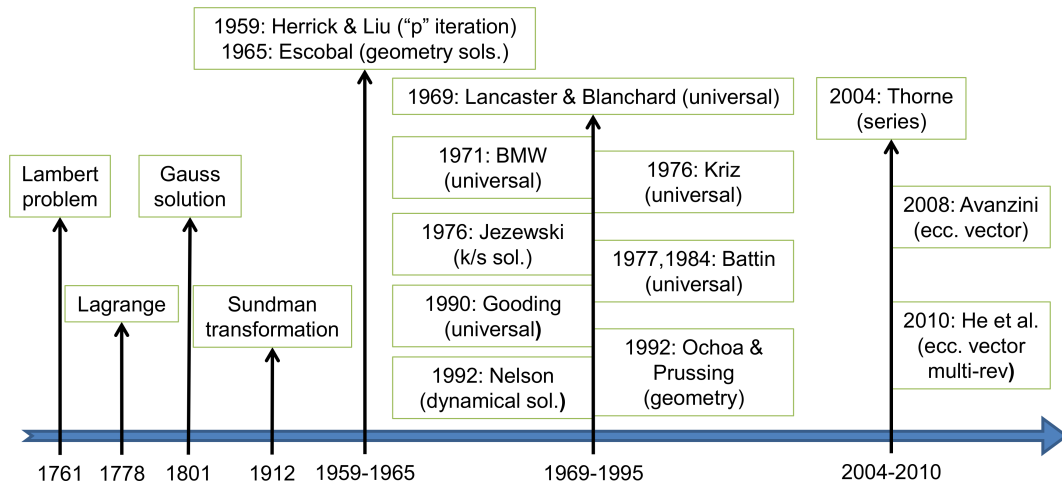 1959: Herrick & Liu (“p” iteration)
1965: Escobal (geometry sols.)
1969: Lancaster & Blanchard (universal)
2004: Thorne
(series)
Lambert
problem
Gauss
solution
1971: BMW
(universal)
1976: Kriz
(universal)
2008: Avanzini
(ecc. vector)
1976: Jezewski
(k/s sol.)
1977,1984: Battin
(universal)
Lagrange
Sundman
transformation
1990: Gooding
(universal)
2010: He et al.
(ecc. vector
multi-rev)
1992: Nelson
(dynamical sol.)
1992: Ochoa &
Prussing
(geometry)
1761
1778
1801
1912
1959-1965
1969-1995
2004-2010